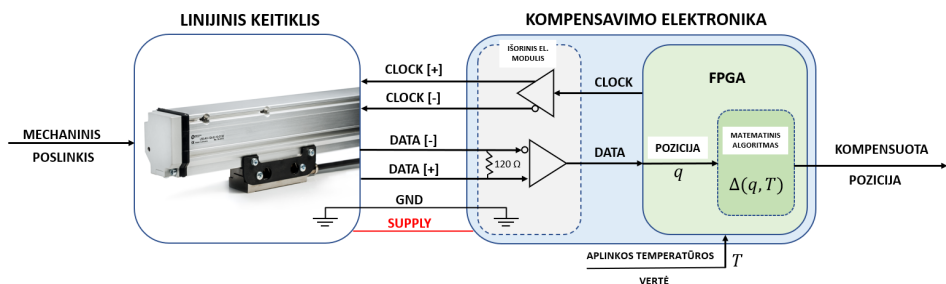 LINIJINIS KEITIKLIS
KOMPENSAVIMO ELEKTRONIKA
IŠORINIS EL.
MODULIS
FPGA
CLOCK [+]
CLOCK
CLOCK [-]
MECHANINIS
POSLINKIS
DATA [-]
120 Ω
DATA
DATA [+]
POZICIJA
q
MATEMATINIS
ALGORITMAS
Δ(q, T)
KOMPENSUOTA
POZICIJA
GND
SUPPLY
APLINKOS TEMPERATŪROS
VERTĖ
T